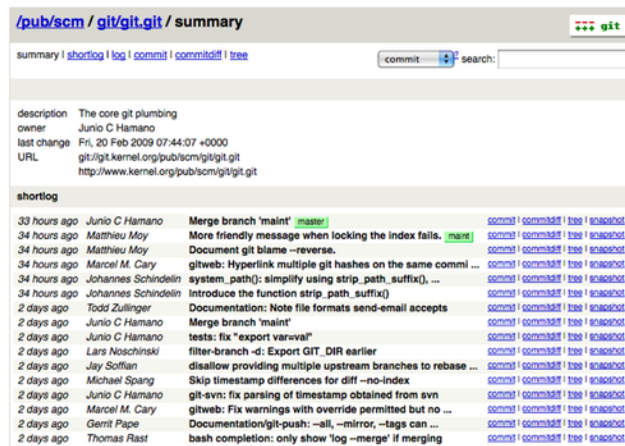 /pub/scm / git/git.git / summary
git
summary | shortlog | log | commit | commitdiff | tree
commit ? search:
description The core git plumbing
owner Junio C Hamano
last change Fri, 20 Feb 2009 07:44:07 +0000
URL git://git.kernel.org/pub/scm/git/git.git
http://www.kernel.org/pub/scm/git/git.git
shortlog
33 hours ago Junio C Hamano Merge branch 'maint' master commit | commitdiff | tree | snapshot
34 hours ago Matthieu Moy More friendly message when locking the index fails. maint commit | commitdiff | tree | snapshot
34 hours ago Matthieu Moy Document git blame --reverse. commit | commitdiff | tree | snapshot
34 hours ago Marcel M. Cary gitweb: Hyperlink multiple git hashes on the same commi ... commit | commitdiff | tree | snapshot
34 hours ago Johannes Schindelin system_path(): simplify using strip_path_suffix(), ... commit | commitdiff | tree | snapshot
34 hours ago Johannes Schindelin Introduce the function strip_path_suffix() commit | commitdiff | tree | snapshot
2 days ago Todd Zullinger Documentation: Note file formats send-email accepts commit | commitdiff | tree | snapshot
2 days ago Junio C Hamano Merge branch 'maint' commit | commitdiff | tree | snapshot
2 days ago Junio C Hamano tests: fix "export var=val" commit | commitdiff | tree | snapshot
2 days ago Lars Noschinski filter-branch -d: Export GIT_DIR earlier commit | commitdiff | tree | snapshot
2 days ago Jay Soffian disallow providing multiple upstream branches to rebase ... commit | commitdiff | tree | snapshot
2 days ago Michael Spang Skip timestamp differences for diff --no-index commit | commitdiff | tree | snapshot
2 days ago Junio C Hamano git-svn: fix parsing of timestamp obtained from svn commit | commitdiff | tree | snapshot
2 days ago Marcel M. Cary gitweb: Fix warnings with override permitted but no ... commit | commitdiff | tree | snapshot
2 days ago Gerrit Pape Documentation/git-push: --all, --mirror, --tags can ... commit | commitdiff | tree | snapshot
2 days ago Thomas Rast bash completion: only show 'log --merge' if merging commit | commitdiff | tree | snapshot